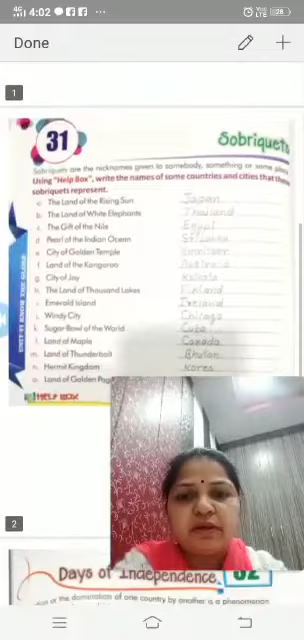 4G 4:02 28
Done
1
31
Sobriquets
Sobriquets are the nicknames given to somebody, something or some place
Using "Help Box", write the names of some countries and cities that these
sobriquets represent.
a. The Land of the Rising Sun Japan
b. The Land of White Elephants Thailand
c. The Gift of the Nile Egypt
d. Pearl of the Indian Ocean Sri Lanka
e. City of Golden Temple Amritsar
f. Land of the Kangaroo Australia
g. City of Joy Kolkata
h. The Land of Thousand Lakes Finland
i. Emerald Island Ireland
j. Windy City Chicago
k. Sugar Bowl of the World Cuba
l. Land of Maple Canada
m. Land of Thunderbolt Bhutan
n. Hermit Kingdom Korea
o. Land of Golden Pag
HELP BOX
2
Days of Independence
02
of the domination of one country by another is a phenomenon